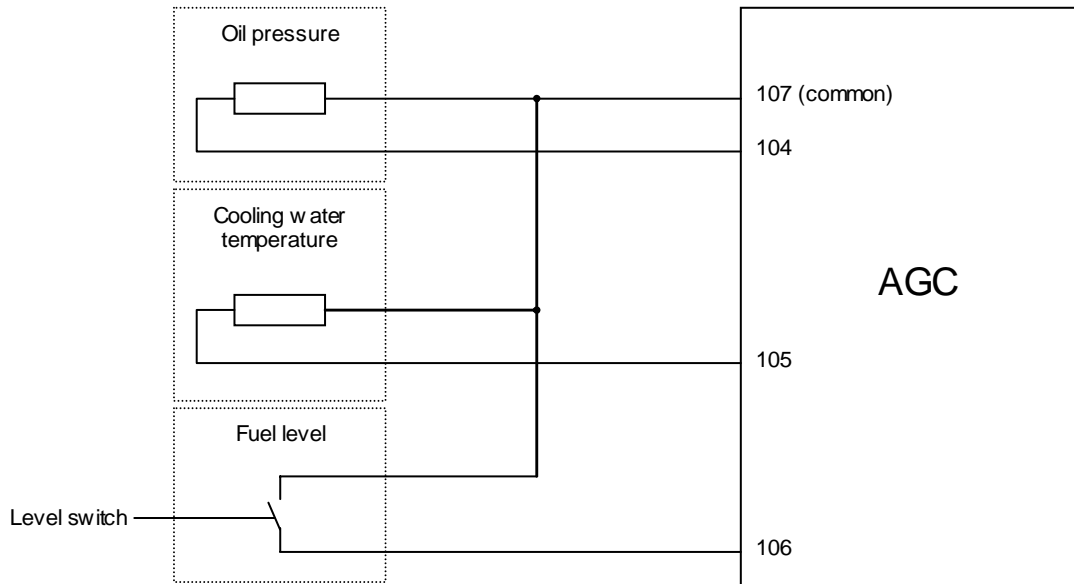 Oil pressure
107 (common)
104
Cooling water
temperature
AGC
105
Fuel level
Level switch
106